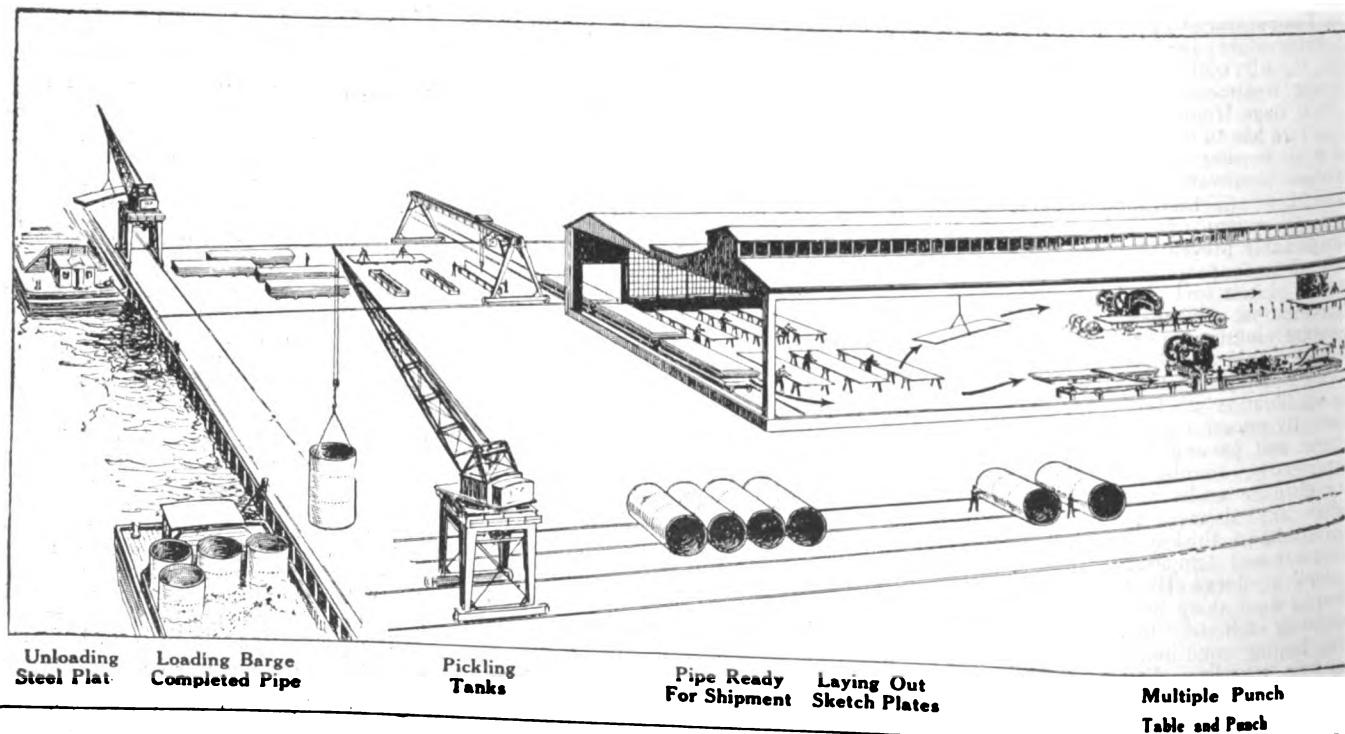 Unloading
Steel Plat
Loading Barge
Completed Pipe
Pickling
Tanks
Pipe Ready
For Shipment
Laying Out
Sketch Plates
Multiple Punch
Table and Punch